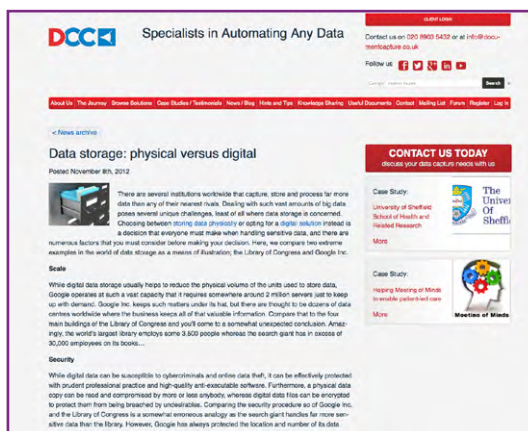 CLIENT LOGIN
DCC
Specialists in Automating Any Data
Contact us on 020 8903 5432 or at info@docu-
mentcapture.co.uk
Follow us
Search
About Us The Journey Browse Solutions Case Studies / Testimonials News / Blog Hints and Tips Knowledge Sharing Useful Documents Contact Mailing List Forum Register Log In
< News archive
Data storage: physical versus digital
Posted November 8th, 2012
There are several institutions worldwide that capture, store and process far more
data than any of their nearest rivals. Dealing with such vast amounts of big data
poses several unique challenges, least of all where data storage is concerned.
Choosing between storing data physically or opting for a digital solution instead is
a decision that everyone must make when handling sensitive data, and there are
numerous factors that you must consider before making your decision. Here, we compare two extreme
examples in the world of data storage as a means of illustration; the Library of Congress and Google Inc.
Scale
While digital data storage usually helps to reduce the physical volume of the units used to store data,
Google operates at such a vast capacity that it requires somewhere around 2 million servers just to keep
up with demand. Google Inc. keeps such matters under its hat, but there are thought to be dozens of data
centres worldwide where the business keeps all of that valuable information. Compare that to the four
main buildings of the Library of Congress and you'll come to a somewhat unexpected conclusion. Amaz-
ingly, the world's largest library employs some 3,600 people whereas the search giant has in excess of
30,000 employees on its books...
Security
While digital data can be susceptible to cybercriminals and online data theft, it can be effectively protected
with prudent professional practice and high-quality anti-executable software. Furthermore, a physical data
copy can be read and compromised by more or less anybody, whereas digital data files can be encrypted
to protect them from being breached by undesirables. Comparing the security procedure so of Google Inc.
and the Library of Congress is a somewhat erroneous analogy as the search giant handles far more sen-
sitive data than the library. However, Google has always protected the location and number of its data
CONTACT US TODAY
discuss your data capture needs with us
Case Study:
University of Sheffield
School of Health and
Related Research
More
The
Univer
Of
Sheffi
Case Study:
Helping Meeting of Minds
to enable patient-led care
More
Meeting of Minds